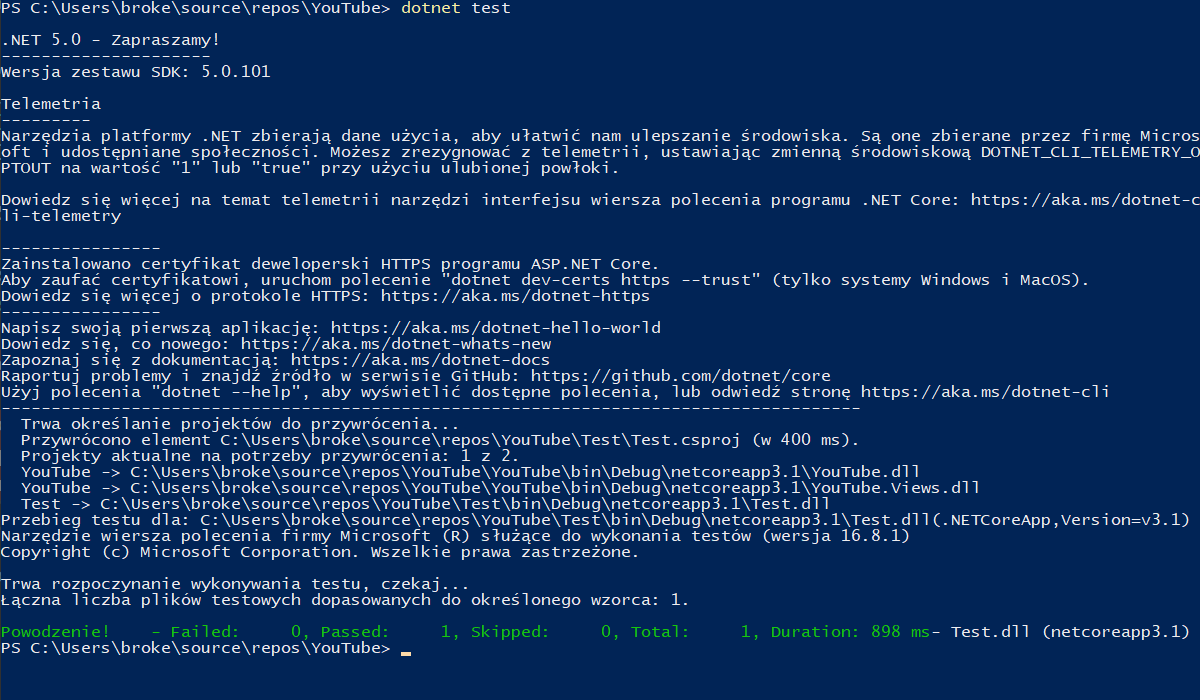 PS C:\Users\broke\source\repos\YouTube> dotnet test
.NET 5.0 - Zapraszamy!
---------------------
Wersja zestawu SDK: 5.0.101
Telemetria
---------
Narzędzia platformy .NET zbierają dane użycia, aby ułatwić nam ulepszanie środowiska. Są one zbierane przez firmę Micros
oft i udostępniane społeczności. Możesz zrezygnować z telemetrii, ustawiając zmienną środowiskową DOTNET_CLI_TELEMETRY_O
PTOUT na wartość "1" lub "true" przy użyciu ulubionej powłoki.
Dowiedz się więcej na temat telemetrii narzędzi interfejsu wiersza polecenia programu .NET Core: https://aka.ms/dotnet-c
li-telemetry
----------------
Zainstalowano certyfikat deweloperski HTTPS programu ASP.NET Core.
Aby zaufać certyfikatowi, uruchom polecenie "dotnet dev-certs https --trust" (tylko systemy Windows i MacOS).
Dowiedz się więcej o protokole HTTPS: https://aka.ms/dotnet-https
----------------
Napisz swoją pierwszą aplikację: https://aka.ms/dotnet-hello-world
Dowiedz się, co nowego: https://aka.ms/dotnet-whats-new
Zapoznaj się z dokumentacją: https://aka.ms/dotnet-docs
Raportuj problemy i znajdź źródło w serwisie GitHub: https://github.com/dotnet/core
Użyj polecenia "dotnet --help", aby wyświetlić dostępne polecenia, lub odwiedź stronę https://aka.ms/dotnet-cli
--------------------------------------------------------------------------------------
  Trwa określanie projektów do przywrócenia...
  Przywrócono element C:\Users\broke\source\repos\YouTube\Test\Test.csproj (w 400 ms).
  Projekty aktualne na potrzeby przywrócenia: 1 z 2.
  YouTube -> C:\Users\broke\source\repos\YouTube\YouTube\bin\Debug\netcoreapp3.1\YouTube.dll
  YouTube -> C:\Users\broke\source\repos\YouTube\YouTube\bin\Debug\netcoreapp3.1\YouTube.Views.dll
  Test -> C:\Users\broke\source\repos\YouTube\Test\bin\Debug\netcoreapp3.1\Test.dll
Przebieg testu dla: C:\Users\broke\source\repos\YouTube\Test\bin\Debug\netcoreapp3.1\Test.dll(.NETCoreApp,Version=v3.1)
Narzędzie wiersza polecenia firmy Microsoft (R) służące do wykonania testów (wersja 16.8.1)
Copyright (c) Microsoft Corporation. Wszelkie prawa zastrzeżone.
Trwa rozpoczynanie wykonywania testu, czekaj...
Łączna liczba plików testowych dopasowanych do określonego wzorca: 1.
Powodzenie!    - Failed:     0, Passed:     1, Skipped:     0, Total:     1, Duration: 898 ms- Test.dll (netcoreapp3.1)
PS C:\Users\broke\source\repos\YouTube>